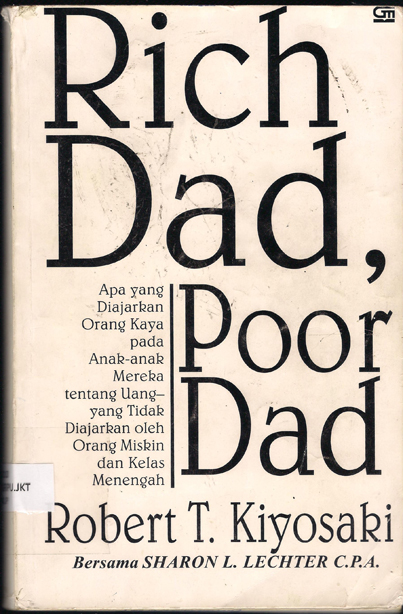 Rich
Dad,
Poor
Dad
Apa yang
Diajarkan
Orang Kaya
pada
Anak-anak
Mereka
tentang Uang–
yang Tidak
Diajarkan oleh
Orang Miskin
dan Kelas
Menengah
Robert T. Kiyosaki
Bersama SHARON L. LECHTER C.P.A.